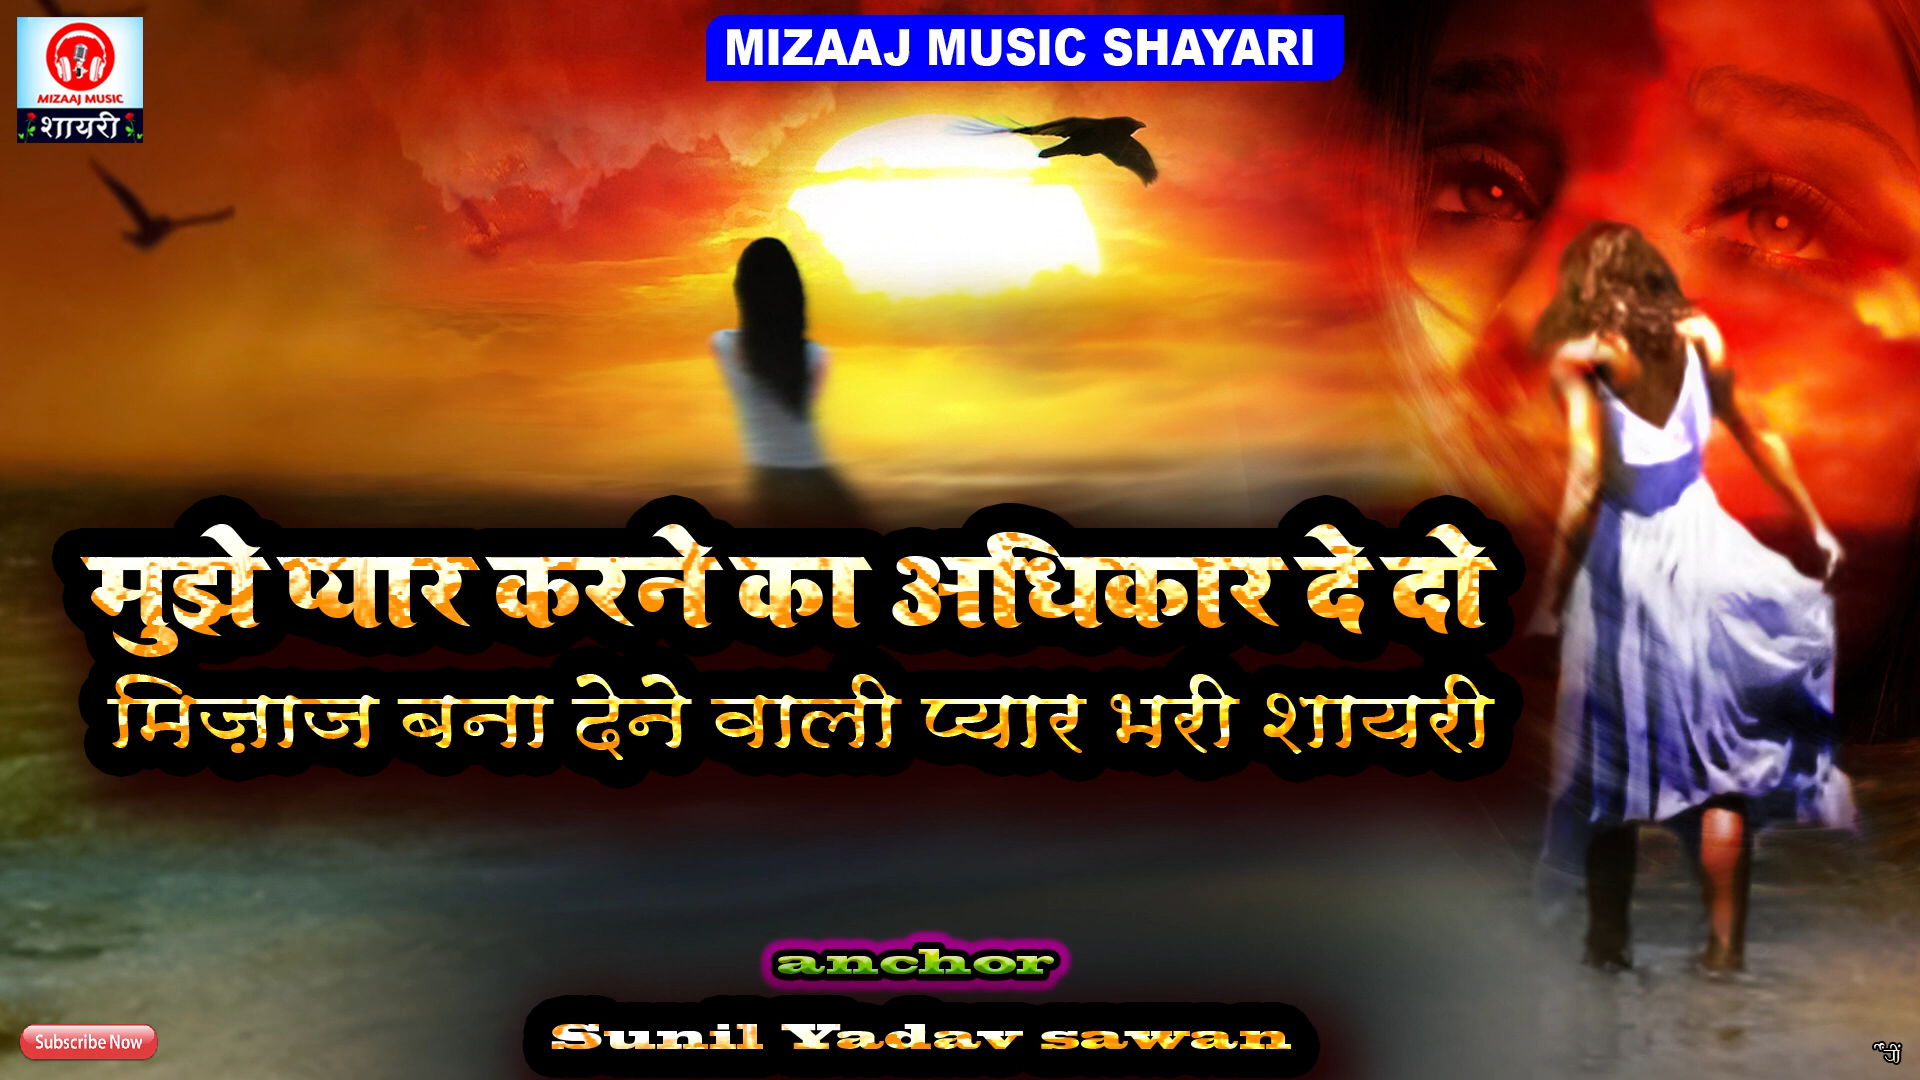 MIZAAJ MUSIC SHAYARI
MIZAAJ MUSIC
शायरी
मुझे प्यार करने का अधिकार दे दो
मिज़ाज बना देने वाली प्यार भरी शायरी
anchor
Sunil Yadav sawan
Subscribe Now